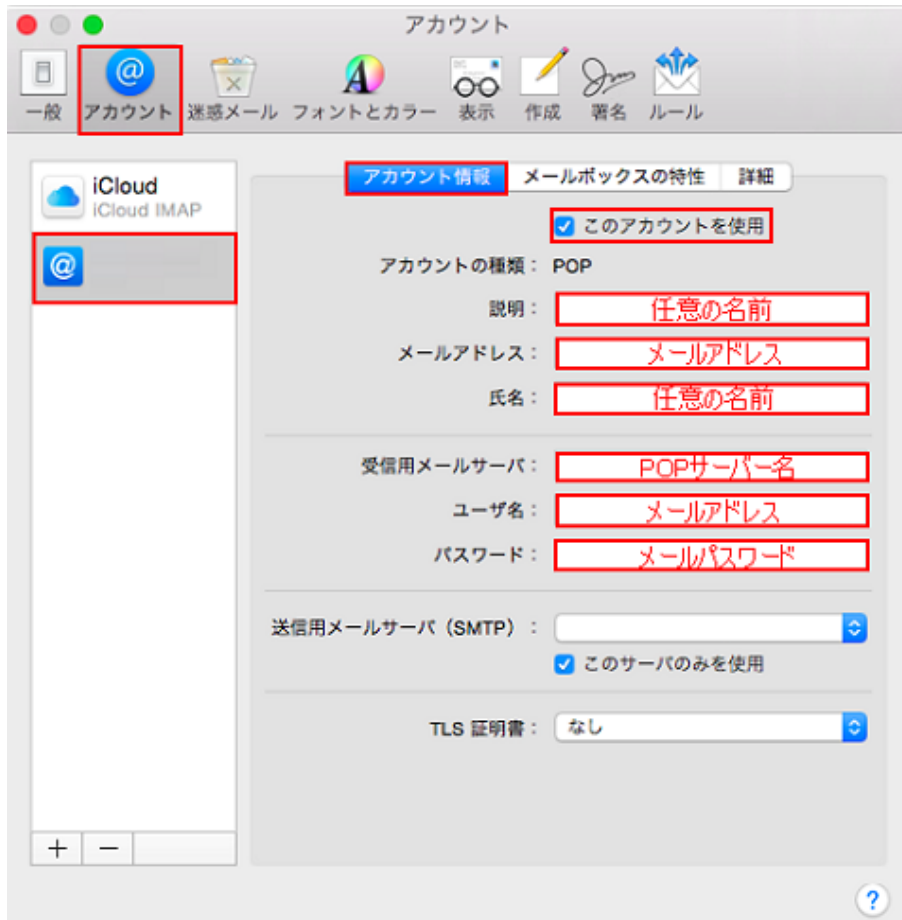 アカウント
一般 アカウント 迷惑メール フォントとカラー 表示 作成 署名 ルール
iCloud
iCloud IMAP
アカウント情報 メールボックスの特性 詳細
このアカウントを使用
アカウントの種類: POP
説明: 任意の名前
メールアドレス: メールアドレス
氏名: 任意の名前
受信用メールサーバ: POPサーバー名
ユーザ名: メールアドレス
パスワード: メールパスワード
送信用メールサーバ（SMTP）:
このサーバのみを使用
TLS 証明書: なし